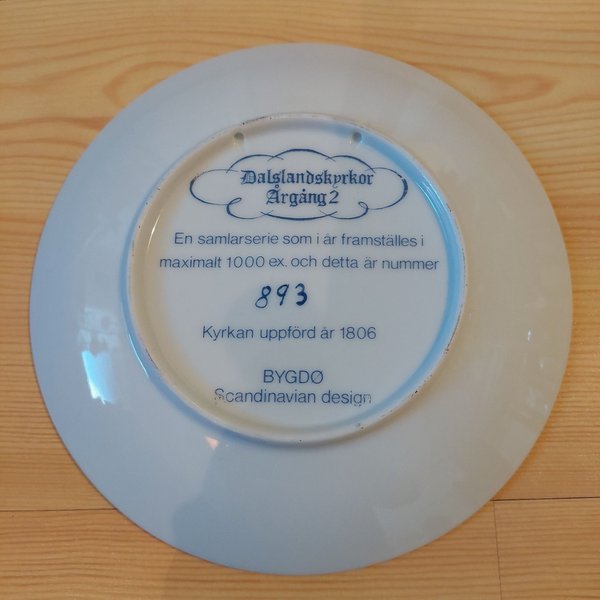 Dalslandskyrkor
Årgång 2
En samlarserie som i år framställes i
maximalt 1000 ex. och detta är nummer
893
Kyrkan uppförd år 1806
BYGDØ
Scandinavian design